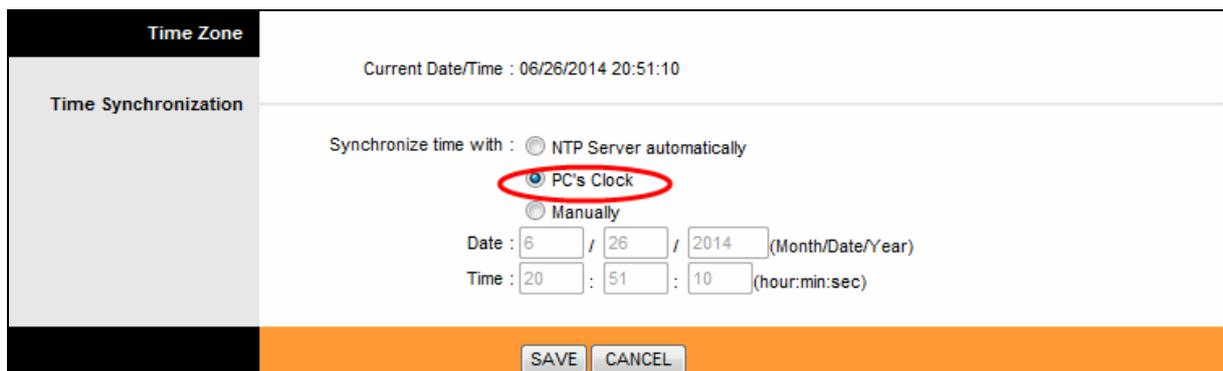 Time Zone
Current Date/Time : 06/26/2014 20:51:10
Time Synchronization
Synchronize time with : NTP Server automatically
PC's Clock
Manually
Date : 6 / 26 / 2014 (Month/Date/Year)
Time : 20 : 51 : 10 (hour:min:sec)
SAVE CANCEL